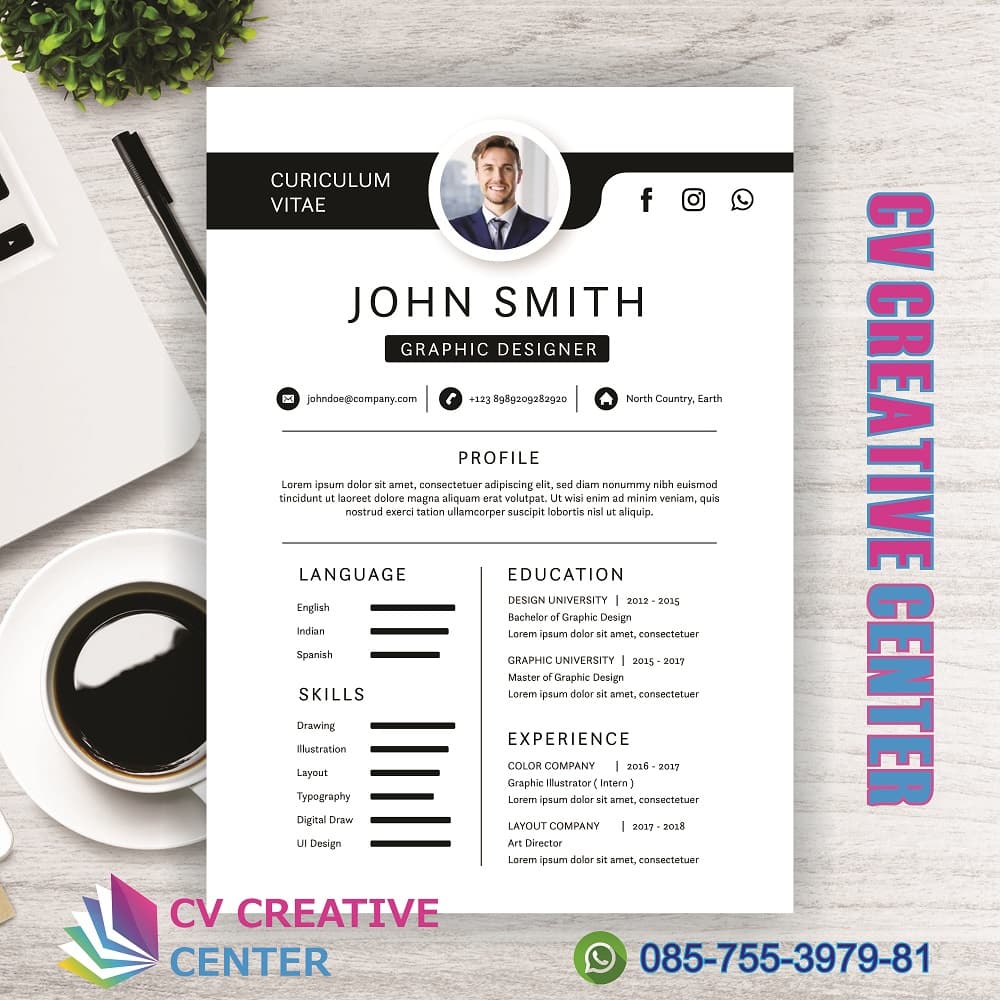 CURICULUM
VITAE
JOHN SMITH
GRAPHIC DESIGNER
johndoe@company.com
+123 8989209282920
North Country, Earth
PROFILE
Lorem ipsum dolor sit amet, consectetuer adipiscing elit, sed diam nonummy nibh euismod
tincidunt ut laoreet dolore magna aliquam erat volutpat. Ut wisi enim ad minim veniam, quis
nostrud exerci tation ullamcorper suscipit lobortis nisl ut aliquip.
LANGUAGE
English
Indian
Spanish
SKILLS
Drawing
Illustration
Layout
Typography
Digital Draw
UI Design
EDUCATION
DESIGN UNIVERSITY | 2012 - 2015
Bachelor of Graphic Design
Lorem ipsum dolor sit amet, consectetuer
GRAPHIC UNIVERSITY | 2015 - 2017
Master of Graphic Design
Lorem ipsum dolor sit amet, consectetuer
EXPERIENCE
COLOR COMPANY | 2016 - 2017
Graphic Illustrator ( Intern )
Lorem ipsum dolor sit amet, consectetuer
LAYOUT COMPANY | 2017 - 2018
Art Director
Lorem ipsum dolor sit amet, consectetuer
CV CREATIVE CENTER
CV CREATIVE
CENTER
085-755-3979-81